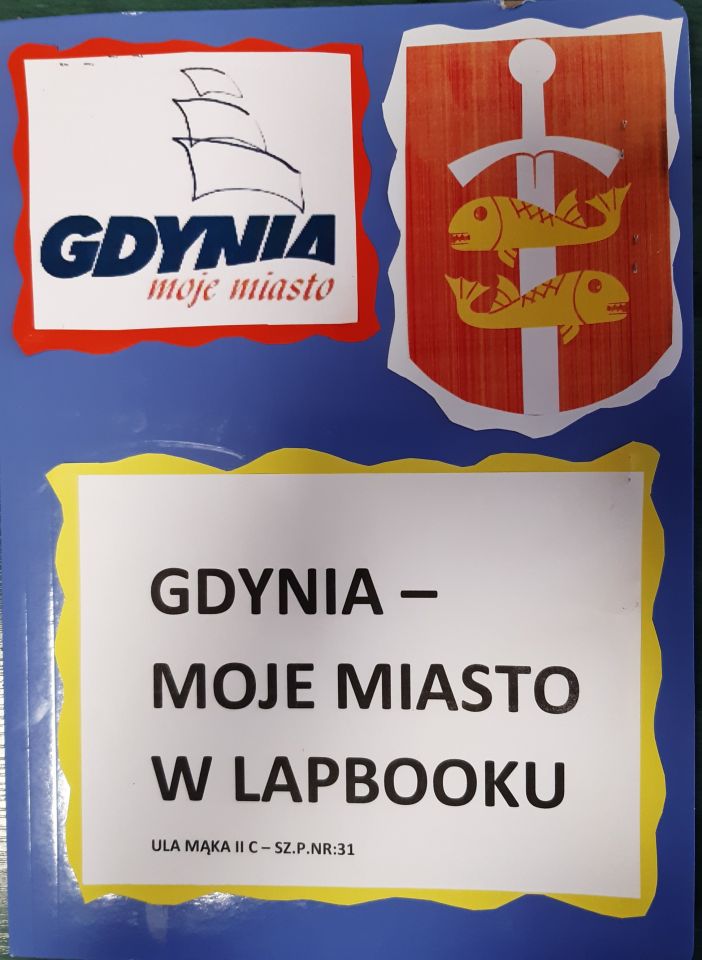 GDYNIA
moje miasto
GDYNIA –
MOJE MIASTO
W LAPBOOKU
ULA MĄKA II C – SZ.P.NR:31